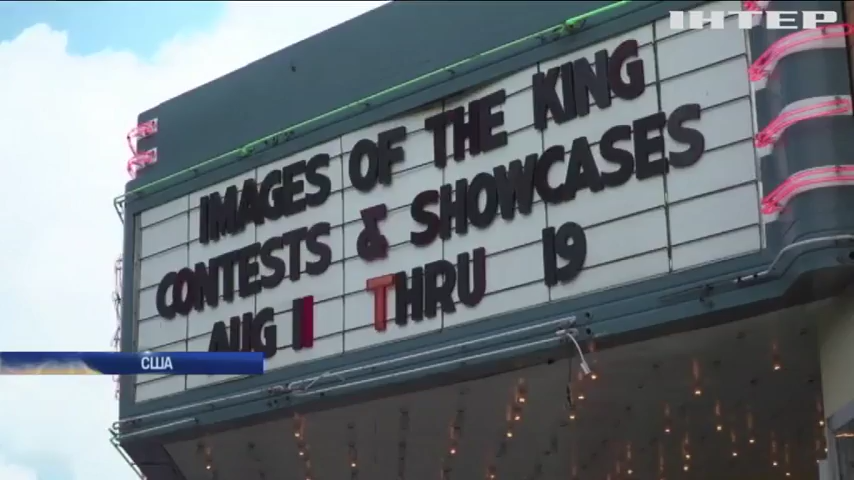 ІНТЕР
IMAGES OF THE KING
CONTESTS & SHOWCASES
AUG 11 THRU 19
США